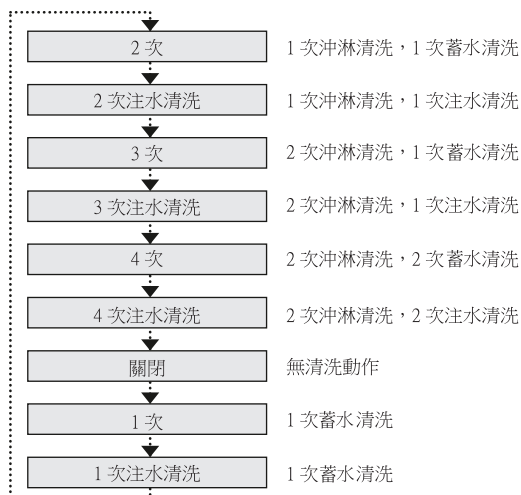 2 次 1 次沖淋清洗，1 次蓄水清洗
2 次注水清洗 1 次沖淋清洗，1 次注水清洗
3 次 2 次沖淋清洗，1 次蓄水清洗
3 次注水清洗 2 次沖淋清洗，1 次注水清洗
4 次 2 次沖淋清洗，2 次蓄水清洗
4 次注水清洗 2 次沖淋清洗，2 次注水清洗
關閉 無清洗動作
1 次 1 次蓄水清洗
1 次注水清洗 1 次蓄水清洗